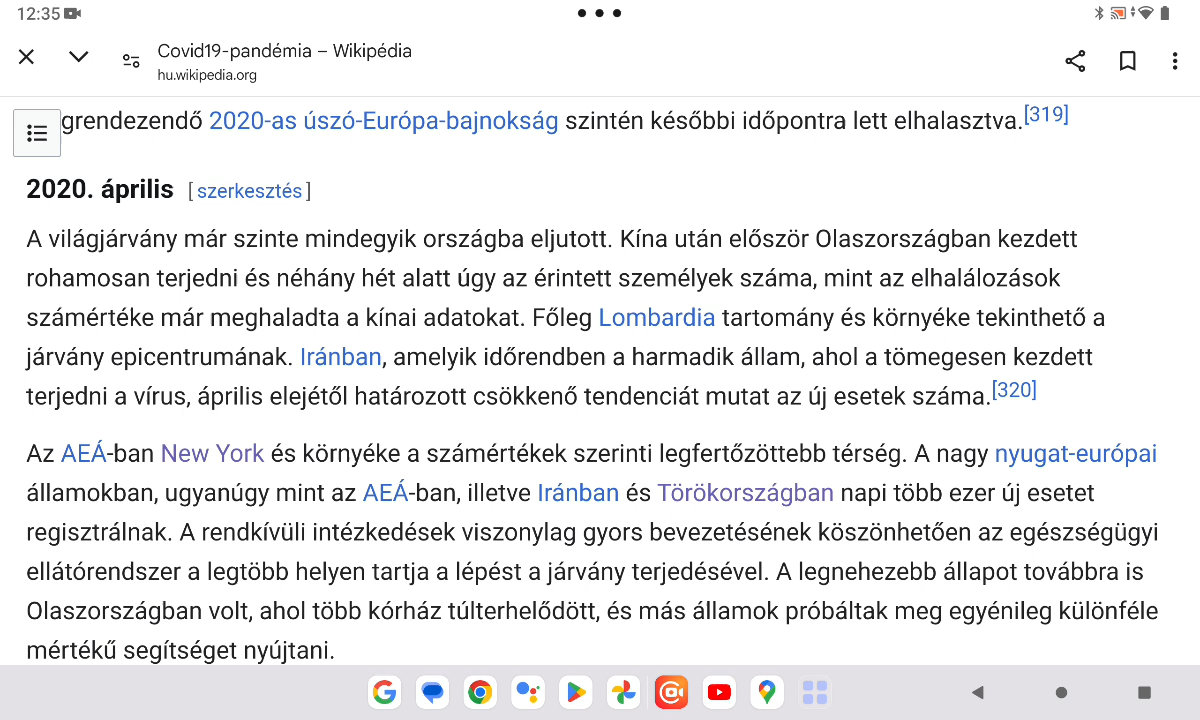 12:35
Covid19-pandémia – Wikipédia
hu.wikipedia.org
grendezendő 2020-as úszó-Európa-bajnokság szintén későbbi időpontra lett elhalasztva.[319]
2020. április [ szerkesztés ]
A világjárvány már szinte mindegyik országba eljutott. Kína után először Olaszországban kezdett
rohamosan terjedni és néhány hét alatt úgy az érintett személyek száma, mint az elhalálozások
számértéke már meghaladta a kínai adatokat. Főleg Lombardia tartomány és környéke tekinthető a
járvány epicentrumának. Iránban, amelyik időrendben a harmadik állam, ahol a tömegesen kezdett
terjedni a vírus, április elejétől határozott csökkenő tendenciát mutat az új esetek száma.[320]
Az AEÁ-ban New York és környéke a számértékek szerinti legfertőzöttebb térség. A nagy nyugat-európai
államokban, ugyanúgy mint az AEÁ-ban, illetve Iránban és Törökországban napi több ezer új esetet
regisztrálnak. A rendkívüli intézkedések viszonylag gyors bevezetésének köszönhetően az egészségügyi
ellátórendszer a legtöbb helyen tartja a lépést a járvány terjedésével. A legnehezebb állapot továbbra is
Olaszországban volt, ahol több kórház túlterhelődött, és más államok próbáltak meg egyénileg különféle
mértékű segítséget nyújtani.